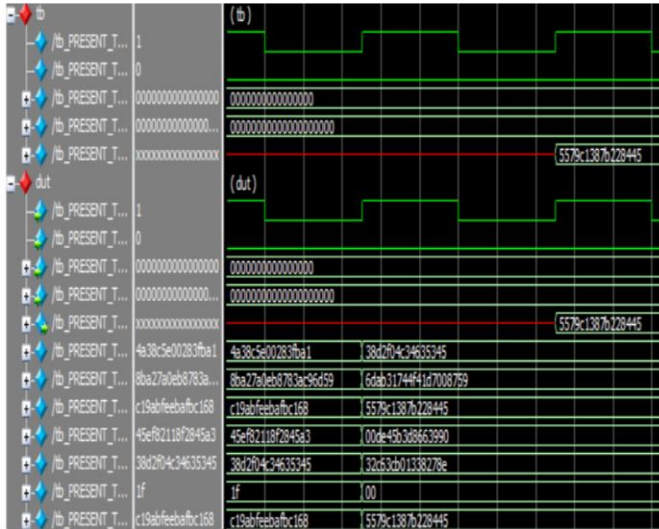 tb (tb)
/tb_PRESENT_T... 1
/tb_PRESENT_T... 0
/tb_PRESENT_T... 0000000000000000 0000000000000000
/tb_PRESENT_T... 000000000000000... 00000000000000000000
/tb_PRESENT_T... xxxxxxxxxxxxxxxx 5579c1387b228445
dut (dut)
/tb_PRESENT_T... 1
/tb_PRESENT_T... 0
/tb_PRESENT_T... 0000000000000000 0000000000000000
/tb_PRESENT_T... 000000000000000... 00000000000000000000
/tb_PRESENT_T... xxxxxxxxxxxxxxxx 5579c1387b228445
/tb_PRESENT_T... 4a38c5e00283fba1 4a38c5e00283fba1 38d2f04c34635345
/tb_PRESENT_T... 8ba27a0eb8783a... 8ba27a0eb8783ac96d59 6dab31744f41d7008759
/tb_PRESENT_T... c19abfeebafbc168 c19abfeebafbc168 5579c1387b228445
/tb_PRESENT_T... 45ef82118f2845a3 45ef82118f2845a3 00de45b3d8663990
/tb_PRESENT_T... 38d2f04c34635345 38d2f04c34635345 32c63cb01338278e
/tb_PRESENT_T... 1f 1f 00
/tb_PRESENT_T... c19abfeebafbc168 c19abfeebafbc168 5579c1387b228445